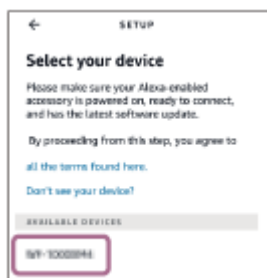 SETUP
Select your device
Please make sure your Alexa-enabled
accessory is powered on, ready to connect,
and has the latest software update.
By proceeding from this step, you agree to
all the terms found here.
Don't see your device?
AVAILABLE DEVICES